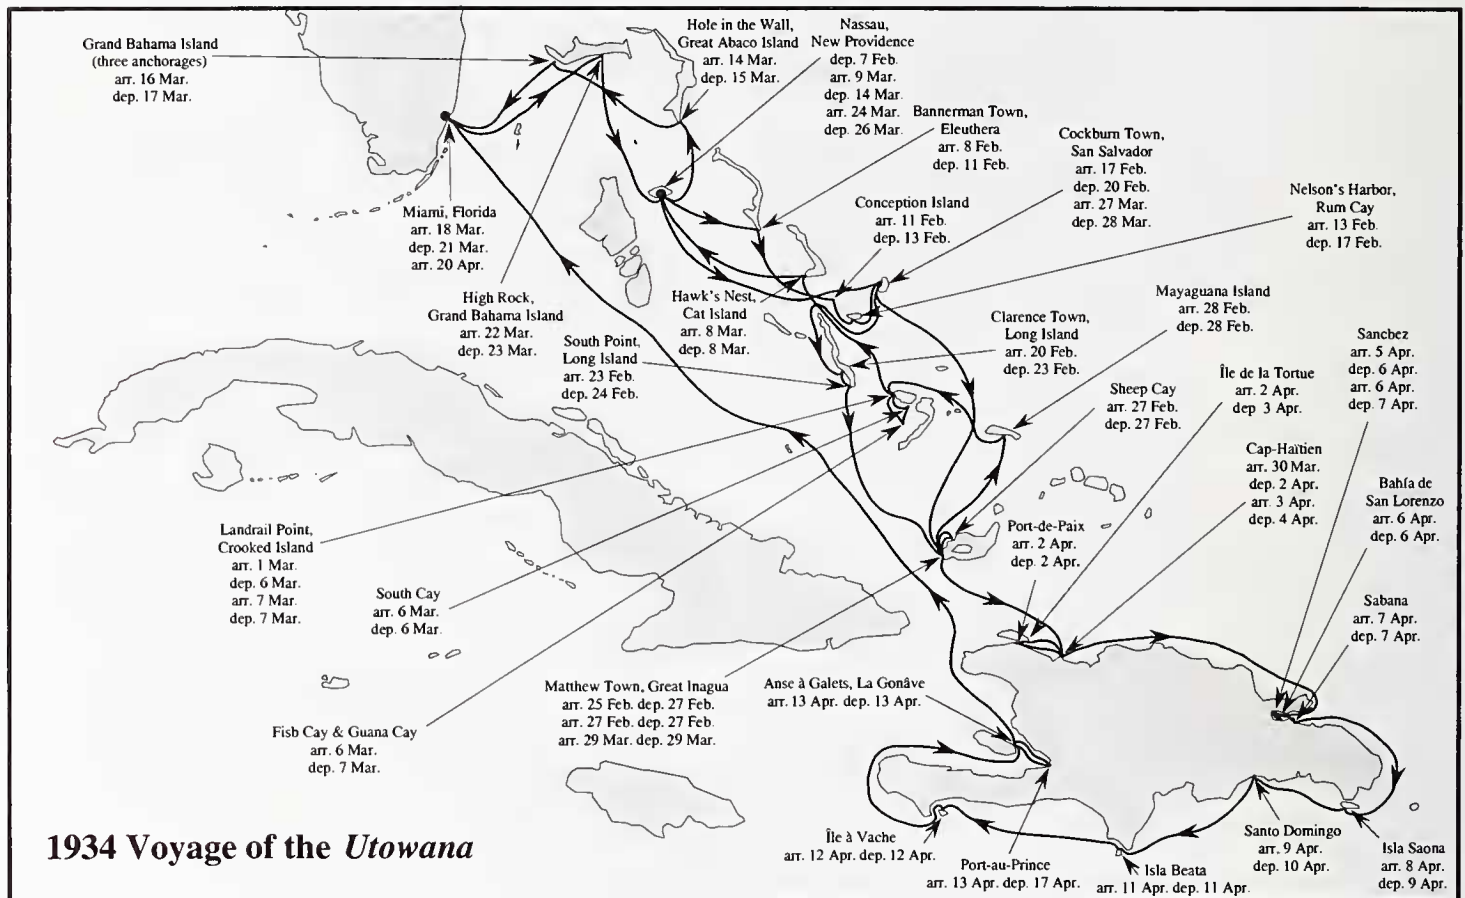 Grand Bahama Island
(three anchorages)
arr. 16 Mar.
dep. 17 Mar.
Hole in the Wall,
Great Abaco Island
arr. 14 Mar.
dep. 15 Mar.
Nassau,
New Providence
dep. 7 Feb.
arr. 9 Mar.
dep. 14 Mar.
arr. 24 Mar.
dep. 26 Mar.
Bannerman Town,
Eleuthera
arr. 8 Feb.
dep. 11 Feb.
Cockburn Town,
San Salvador
arr. 17 Feb.
dep. 20 Feb.
arr. 27 Mar.
dep. 28 Mar.
Nelson's Harbor,
Rum Cay
arr. 13 Feb.
dep. 17 Feb.
Conception Island
arr. 11 Feb.
dep. 13 Feb.
Miami, Florida
arr. 18 Mar.
dep. 21 Mar.
arr. 20 Apr.
High Rock,
Grand Bahama Island
arr. 22 Mar.
dep. 23 Mar.
Hawk's Nest,
Cat Island
arr. 8 Mar.
dep. 8 Mar.
South Point,
Long Island
arr. 23 Feb.
dep. 24 Feb.
Clarence Town,
Long Island
arr. 20 Feb.
dep. 23 Feb.
Mayaguana Island
arr. 28 Feb.
dep. 28 Feb.
Sanchez
arr. 5 Apr.
dep. 6 Apr.
arr. 6 Apr.
dep. 7 Apr.
Île de la Tortue
arr. 2 Apr.
dep 3 Apr.
Sheep Cay
arr. 27 Feb.
dep. 27 Feb.
Cap-Haïtien
arr. 30 Mar.
dep. 2 Apr.
arr. 3 Apr.
dep. 4 Apr.
Bahía de
San Lorenzo
arr. 6 Apr.
dep. 6 Apr.
Port-de-Paix
arr. 2 Apr.
dep. 2 Apr.
Sabana
arr. 7 Apr.
dep. 7 Apr.
Landrail Point,
Crooked Island
arr. 1 Mar.
dep. 6 Mar.
arr. 7 Mar.
dep. 7 Mar.
South Cay
arr. 6 Mar.
dep. 6 Mar.
Fish Cay & Guana Cay
arr. 6 Mar.
dep. 7 Mar.
Matthew Town, Great Inagua
arr. 25 Feb. dep. 27 Feb.
arr. 27 Feb. dep. 27 Feb.
arr. 29 Mar. dep. 29 Mar.
Anse à Galets, La Gonâve
arr. 13 Apr. dep. 13 Apr.
Île à Vache
arr. 12 Apr. dep. 12 Apr.
Port-au-Prince
arr. 13 Apr. dep. 17 Apr.
Isla Beata
arr. 11 Apr. dep. 11 Apr.
Santo Domingo
arr. 9 Apr.
dep. 10 Apr.
Isla Saona
arr. 8 Apr.
dep. 9 Apr.
1934 Voyage of the Utowana